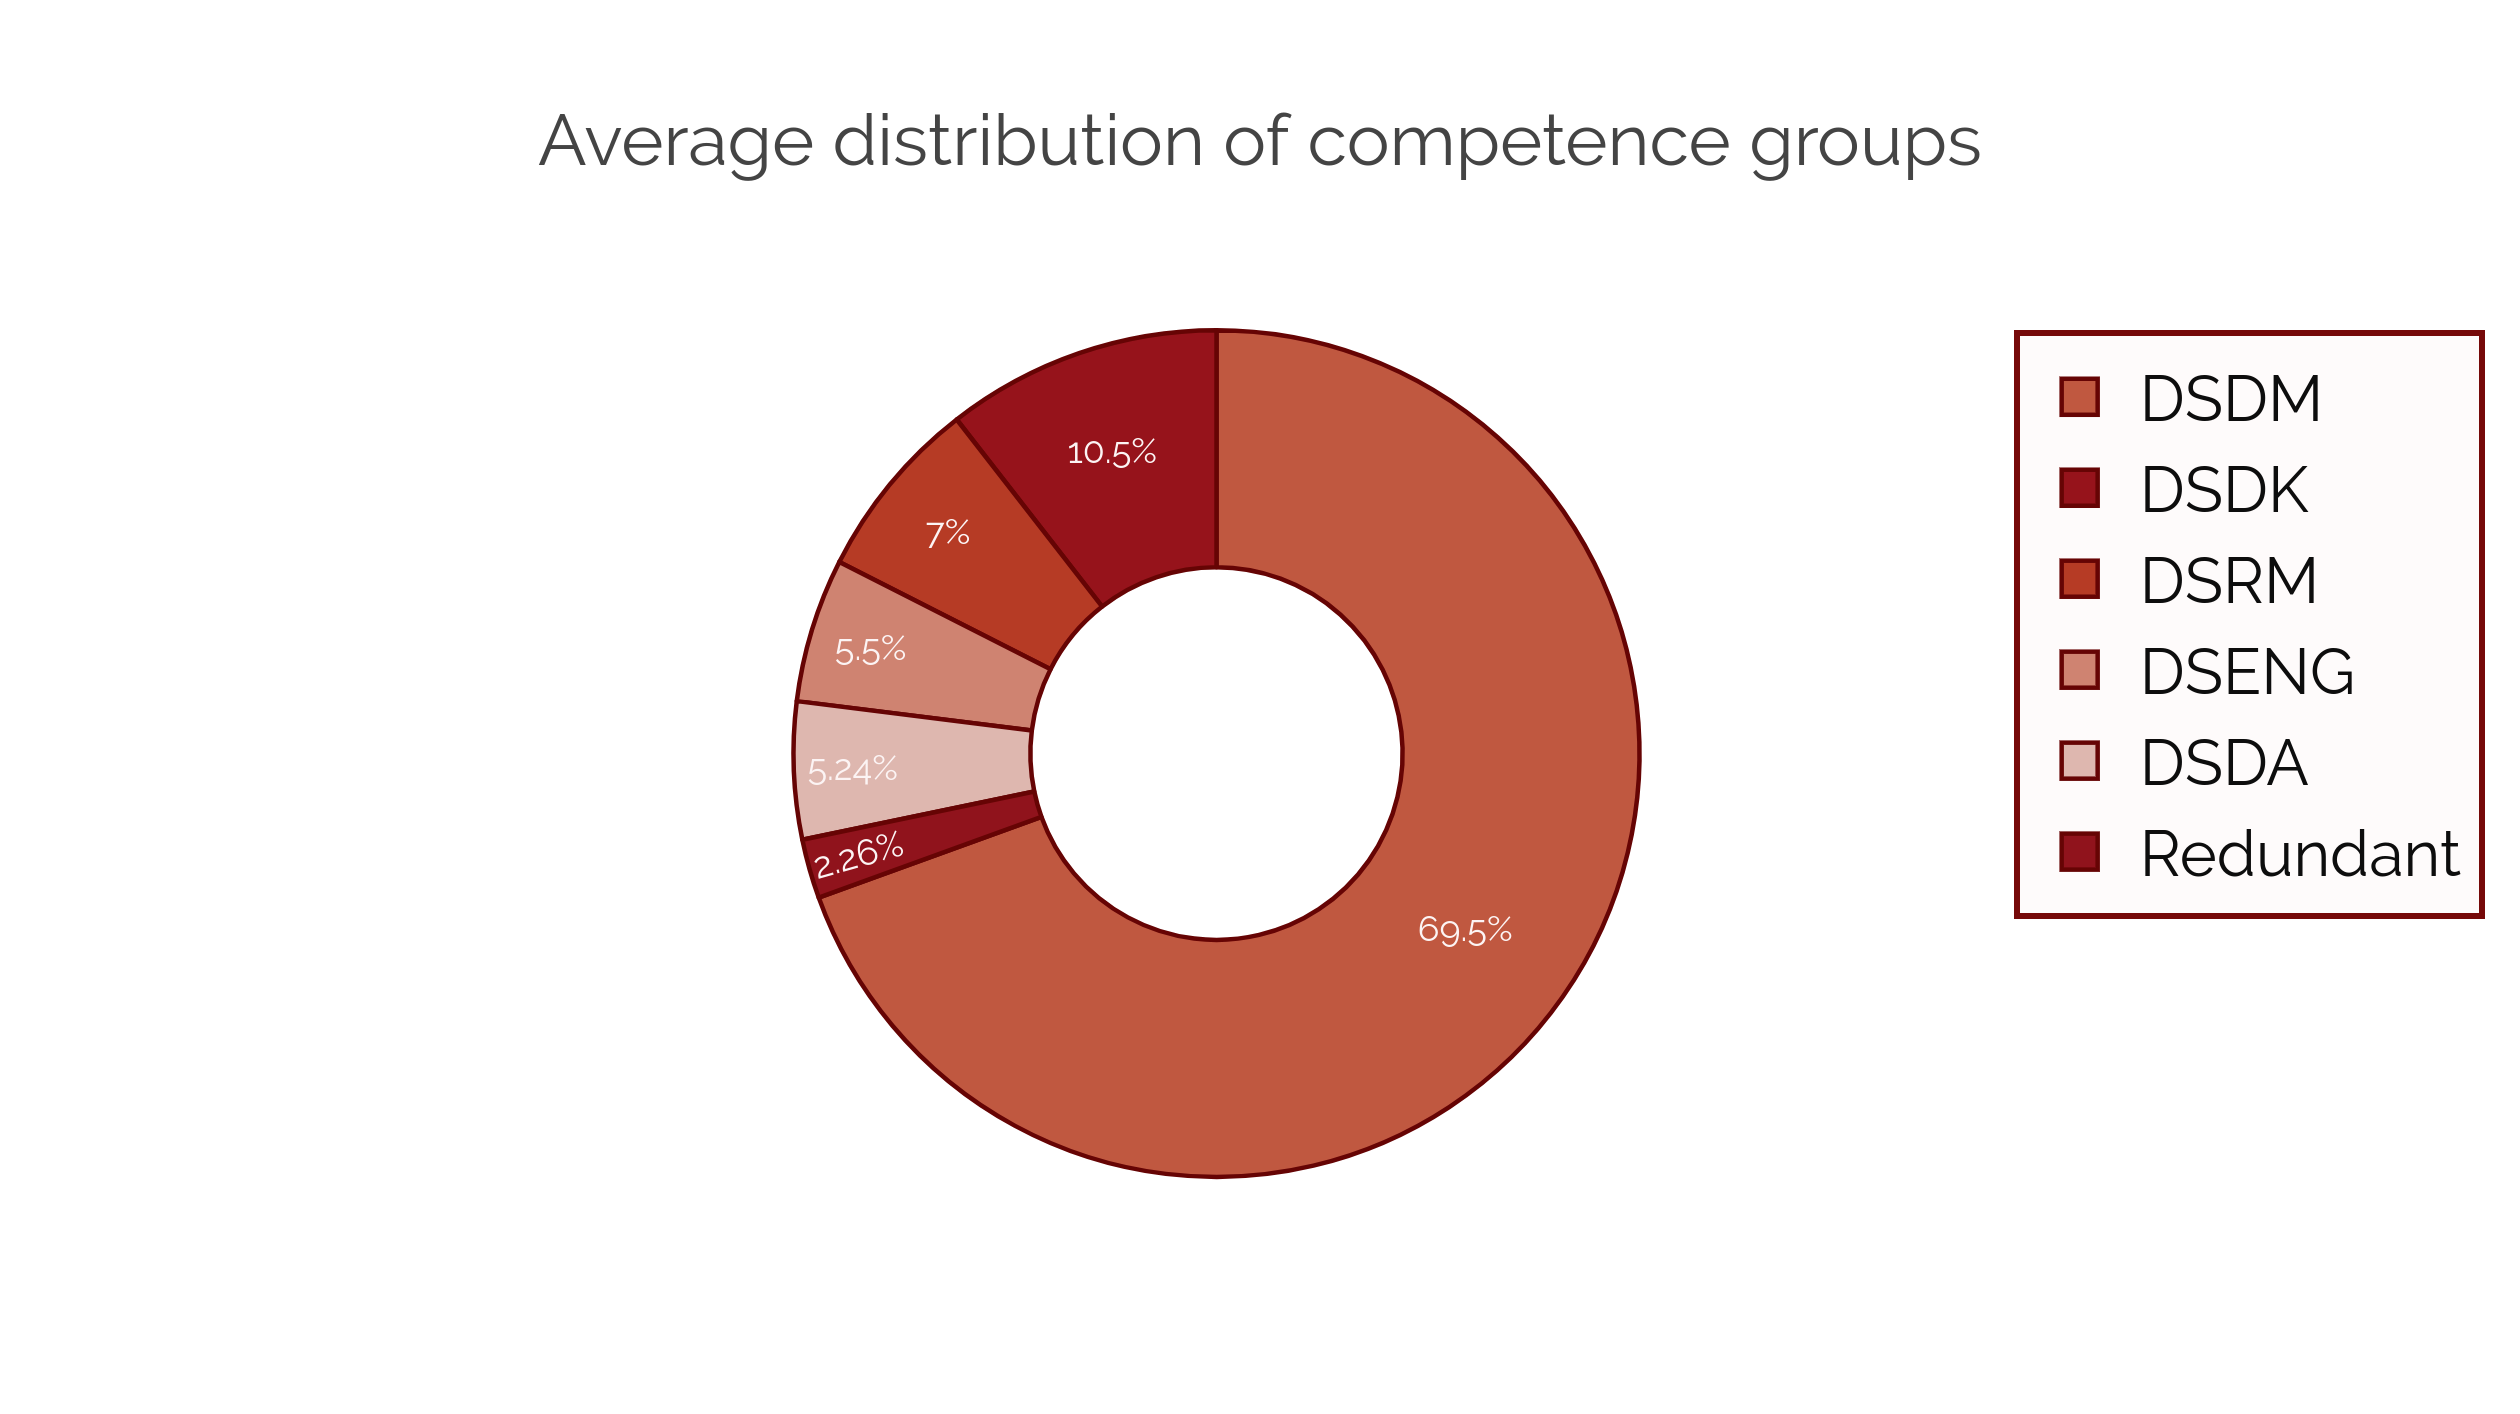 Average distribution of competence groups
10.5%
7%
5.5%
5.24%
2.26%
69.5%
DSDM
DSDK
DSRM
DSENG
DSDA
Redundant